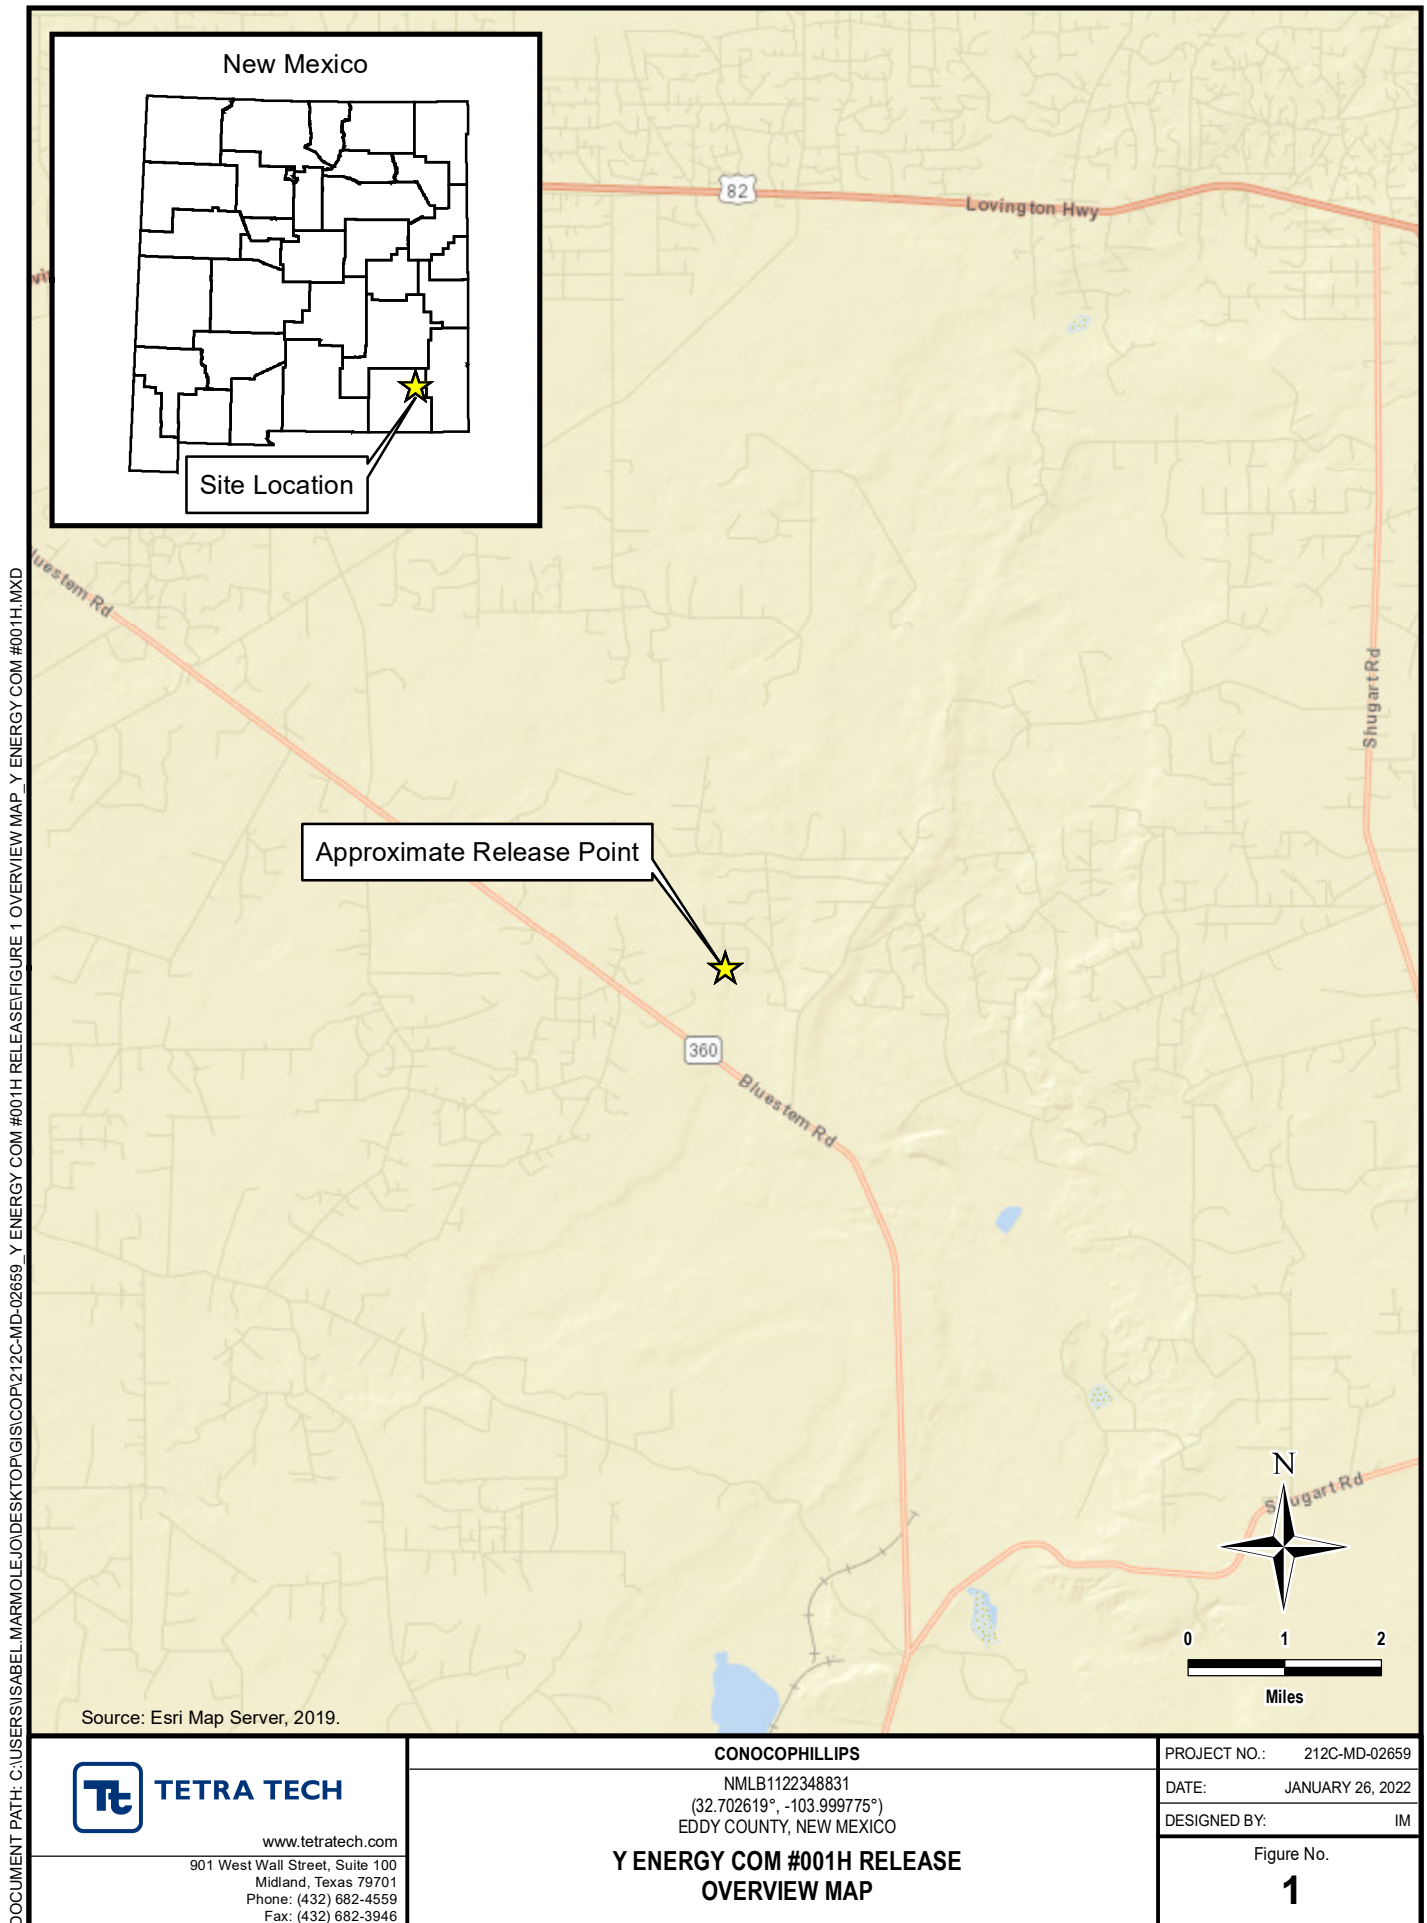 New Mexico
Site Location
82
Lovington Hwy
Bluestem Rd
Shugart Rd
Approximate Release Point
360
Bluestem Rd
N
Shugart Rd
0 1 2
Miles
Source: Esri Map Server, 2019.
DOCUMENT PATH: C:\USERS\ISABEL.MARMOLEJO\DESKTOP\GIS\COP\212C-MD-02659_Y ENERGY COM #001H RELEASE\FIGURE 1 OVERVIEW MAP_Y ENERGY COM #001H.MXD
Tt TETRA TECH
www.tetratech.com
901 West Wall Street, Suite 100
Midland, Texas 79701
Phone: (432) 682-4559
Fax: (432) 682-3946
CONOCOPHILLIPS
NMLB1122348831
(32.702619°, -103.999775°)
EDDY COUNTY, NEW MEXICO
Y ENERGY COM #001H RELEASE
OVERVIEW MAP
PROJECT NO.: 212C-MD-02659
DATE: JANUARY 26, 2022
DESIGNED BY: IM
Figure No.
1